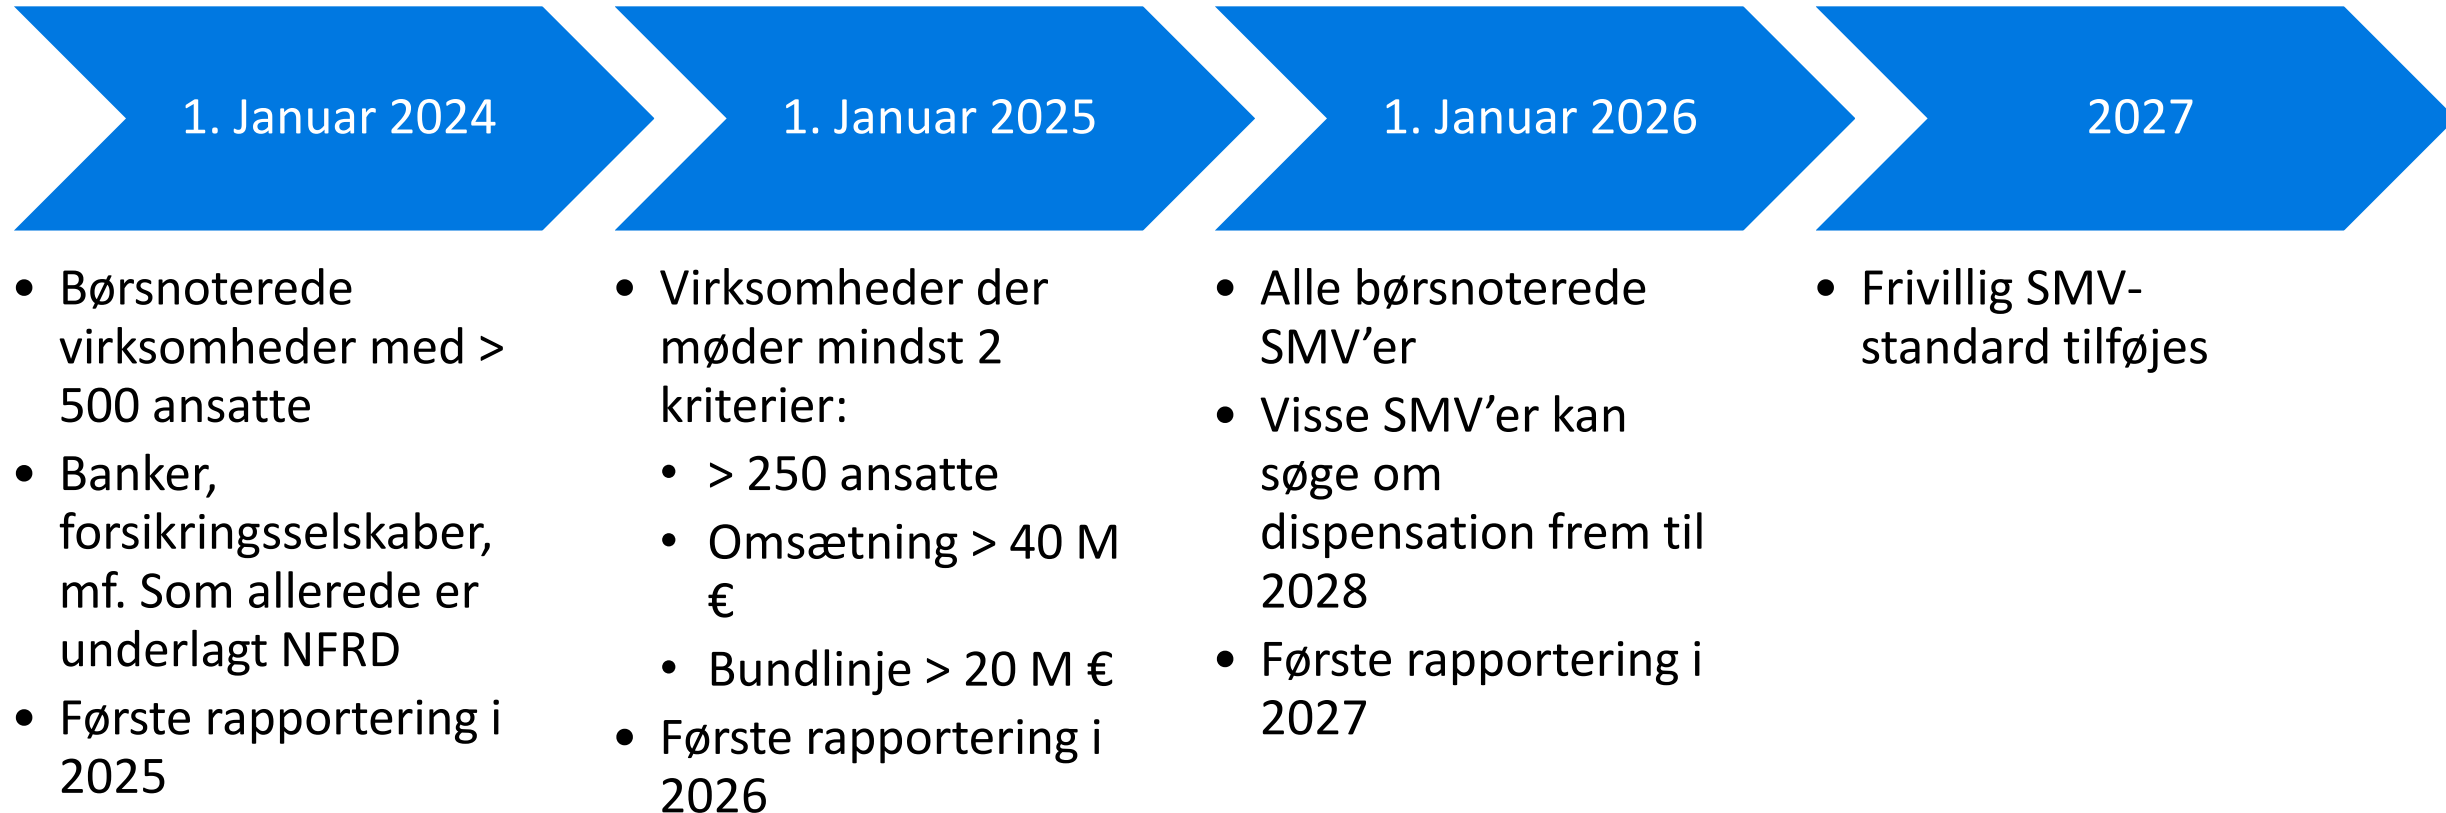 1. Januar 2024
• Børsnoterede
virksomheder med >
500 ansatte
• Banker,
forsikringsselskaber,
mf. Som allerede er
underlagt NFRD
• Første rapportering i
2025
1. Januar 2025
• Virksomheder der
møder mindst 2
kriterier:
• > 250 ansatte
• Omsætning > 40 M
€
• Bundlinje > 20 M €
• Første rapportering i
2026
1. Januar 2026
• Alle børsnoterede
SMV’er
• Visse SMV’er kan
søge om
dispensation frem til
2028
• Første rapportering i
2027
2027
• Frivillig SMV-
standard tilføjes